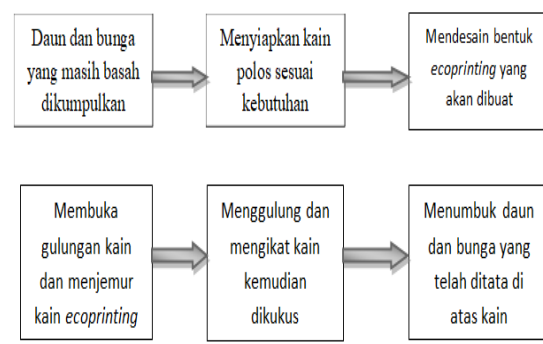 Daun dan bunga
yang masih basah
dikumpulkan
Menyiapkan kain
polos sesuai
kebutuhan
Mendesain bentuk
ecoprinting yang
akan dibuat
Membuka
gulungan kain
dan menjemur
kain ecoprinting
Menggulung dan
mengikat kain
kemudian
dikukus
Menumbuk daun
dan bunga yang
telah ditata di
atas kain